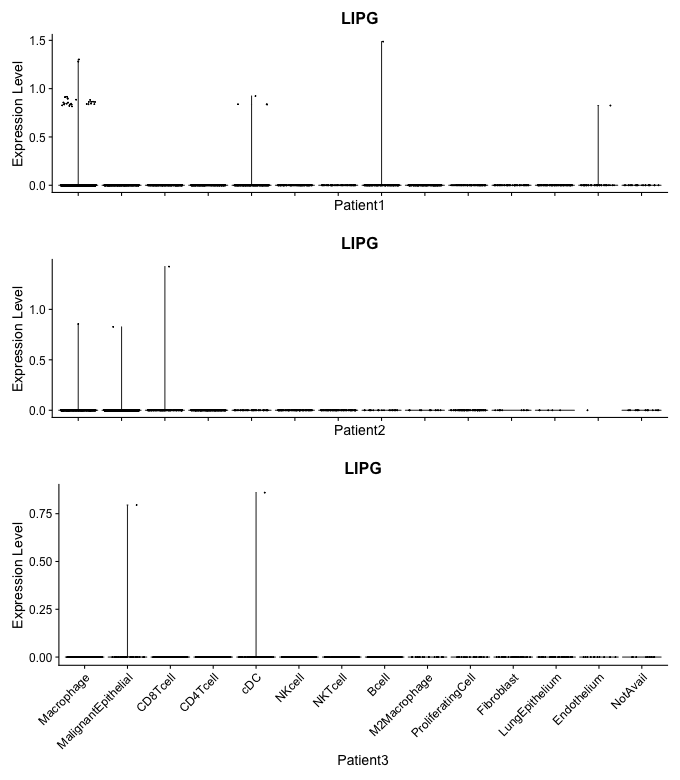 LIPG
Expression Level
1.5
1.0
0.5
0.0
Patient1
LIPG
Expression Level
1.0
0.5
0.0
Patient2
LIPG
Expression Level
0.75
0.50
0.25
0.00
Macrophage
MalignantEpithelial
CD8Tcell
CD4Tcell
cDC
NKcell
NKTcell
Bcell
M2Macrophage
ProliferatingCell
Fibroblast
LungEpithelium
Endothelium
NotAvail
Patient3